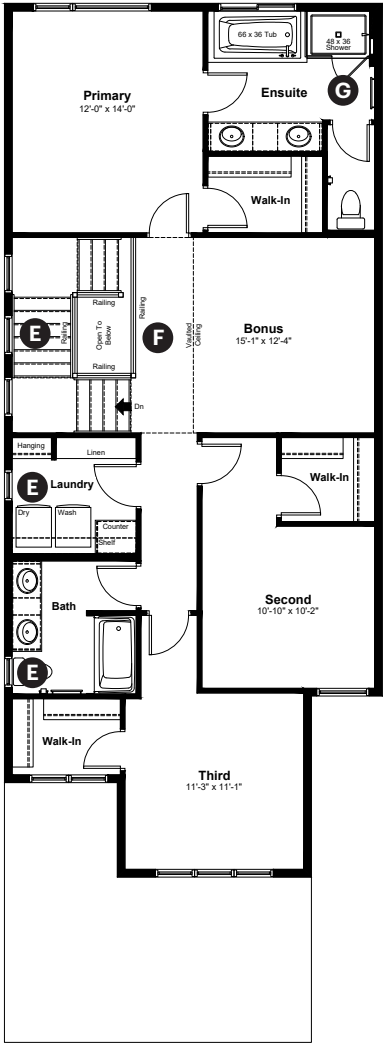 66 x 36 Tub
48 x 36
Shower
Primary
12'-0" x 14'-0"
Ensuite
G
Walk-In
Railing
E
Railing
Open To
Below
Railing
F
Vaulted
Ceiling
Bonus
15'-1" x 12'-4"
Railing
Dn
Hanging
Linen
E
Laundry
Walk-In
Dry
Wash
Counter
Shelf
Bath
Second
10'-10" x 10'-2"
E
Walk-In
Third
11'-3" x 11'-1"